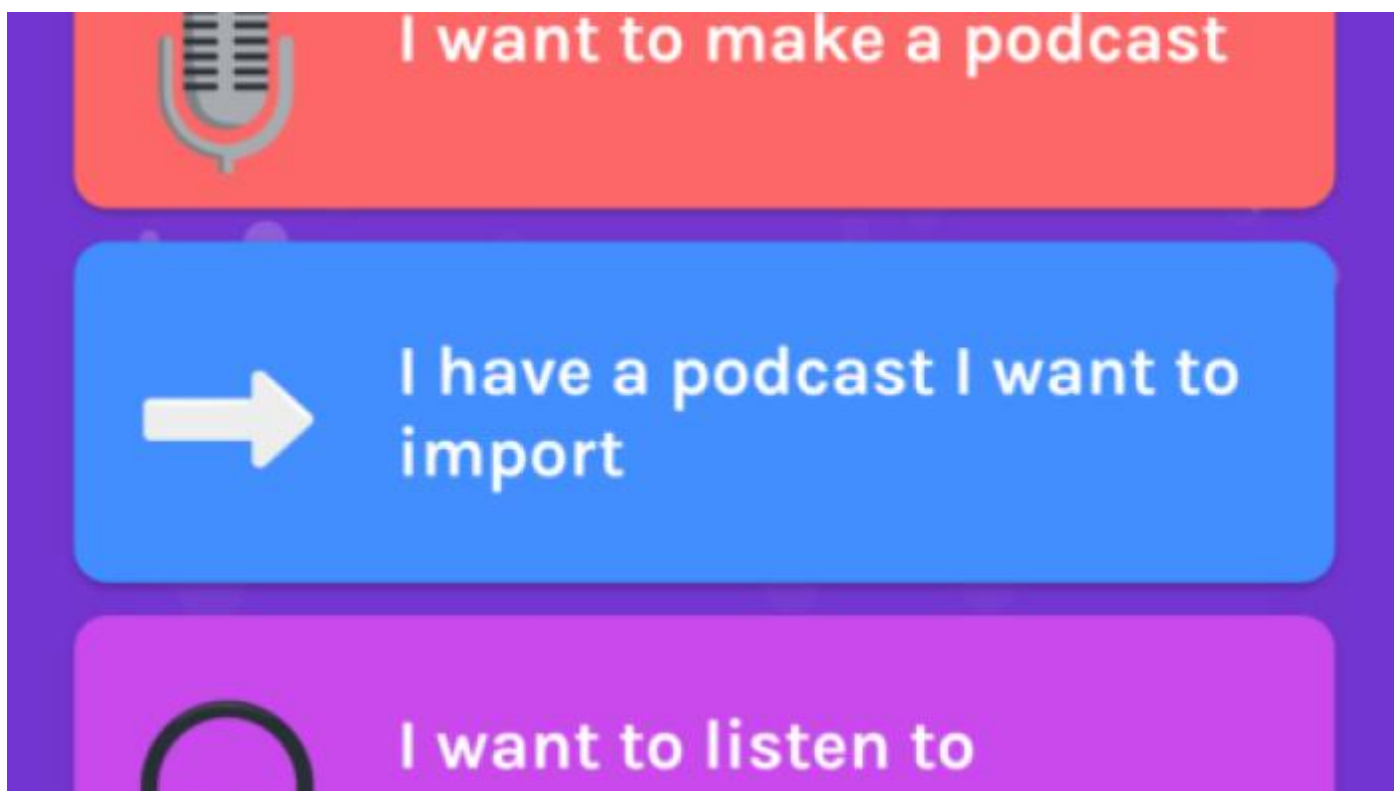 I want to make a podcast
I have a podcast I want to
import
I want to listen to